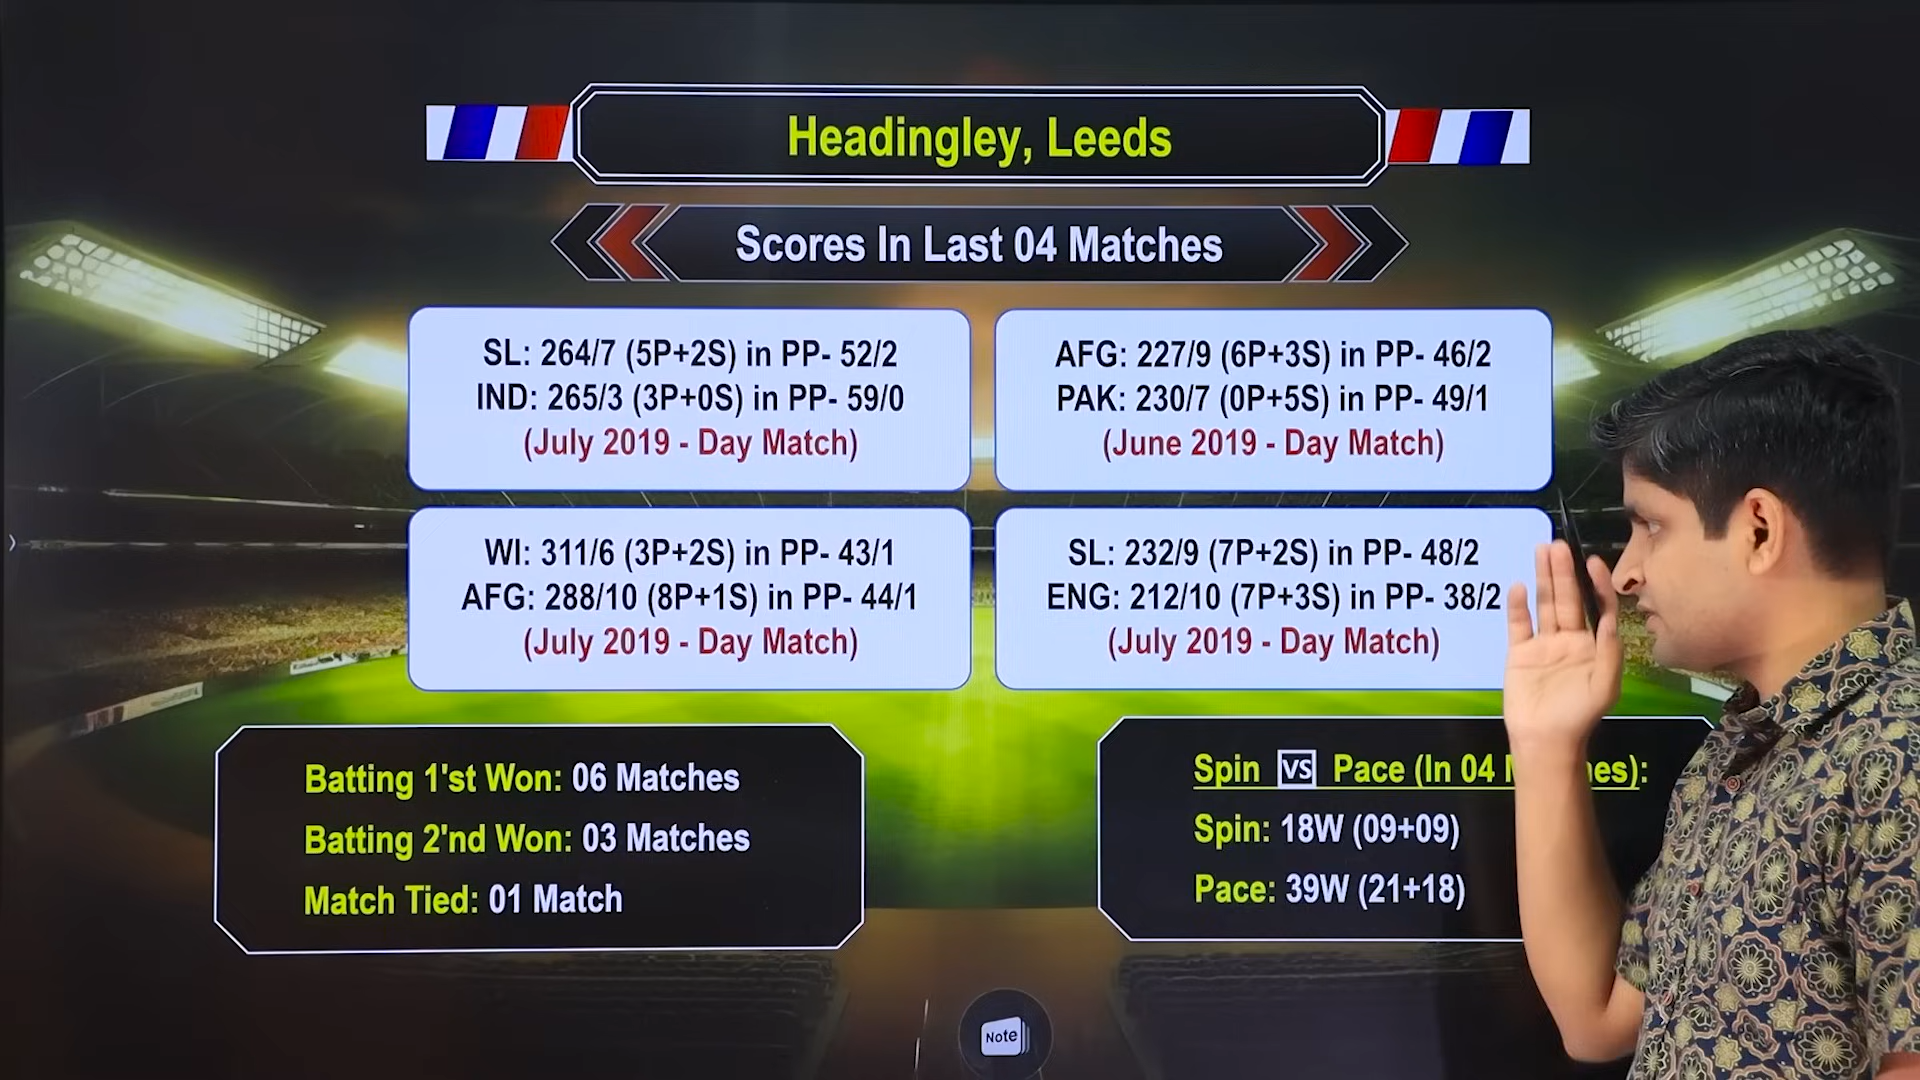 Headingley, Leeds
Scores In Last 04 Matches
SL: 264/7 (5P+2S) in PP- 52/2
IND: 265/3 (3P+0S) in PP- 59/0
(July 2019 - Day Match)
AFG: 227/9 (6P+3S) in PP- 46/2
PAK: 230/7 (0P+5S) in PP- 49/1
(June 2019 - Day Match)
WI: 311/6 (3P+2S) in PP- 43/1
AFG: 288/10 (8P+1S) in PP- 44/1
(July 2019 - Day Match)
SL: 232/9 (7P+2S) in PP- 48/2
ENG: 212/10 (7P+3S) in PP- 38/2
(July 2019 - Day Match)
Batting 1'st Won: 06 Matches
Batting 2'nd Won: 03 Matches
Match Tied: 01 Match
Spin VS Pace (In 04
Spin: 18W (09+09)
Pace: 39W (21+18)
Note